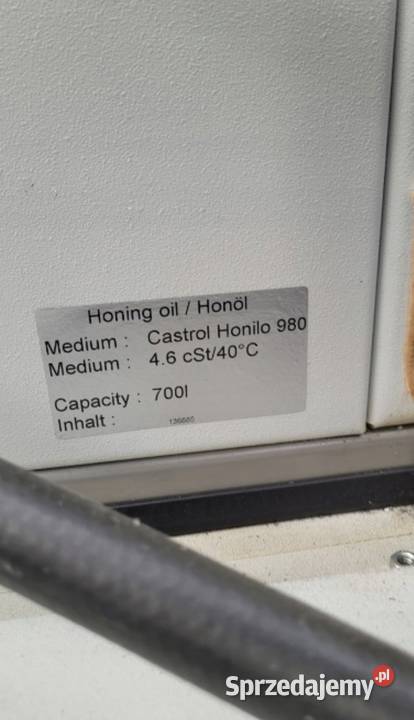 Honing oil / Honöl
Medium : Castrol Honilo 980
Medium : 4.6 cSt/40°C
Capacity : 700l
Inhalt :
Sprzedajemy.pl